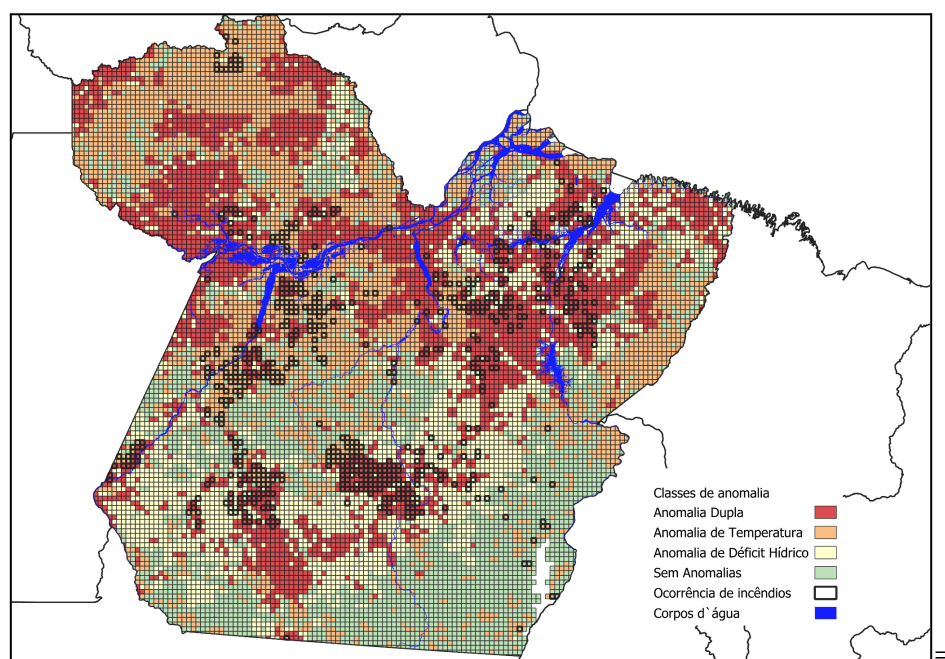 Classes de anomalia
Anomalia Dupla
Anomalia de Temperatura
Anomalia de Déficit Hídrico
Sem Anomalias
Ocorrência de incêndios
Corpos d`água